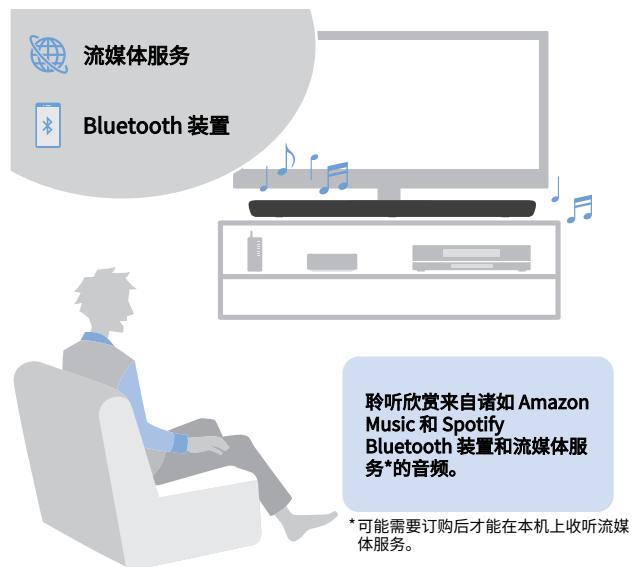 流媒体服务
Bluetooth 装置
聆听欣赏来自诸如 Amazon
Music 和 Spotify
Bluetooth 装置和流媒体服
务*的音频。
* 可能需要订购后才能在本机上收听流媒
体服务。